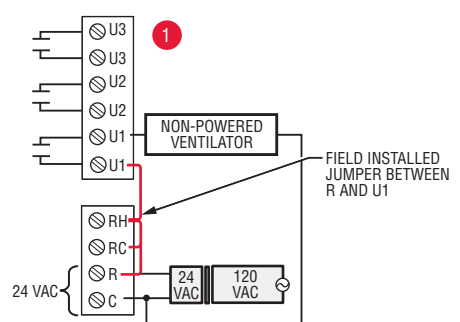 U3
1
U3
U2
U2
U1
NON-POWERED
VENTILATOR
U1
FIELD INSTALLED
JUMPER BETWEEN
R AND U1
RH
RC
R
24 VAC
C
24
VAC
120
VAC